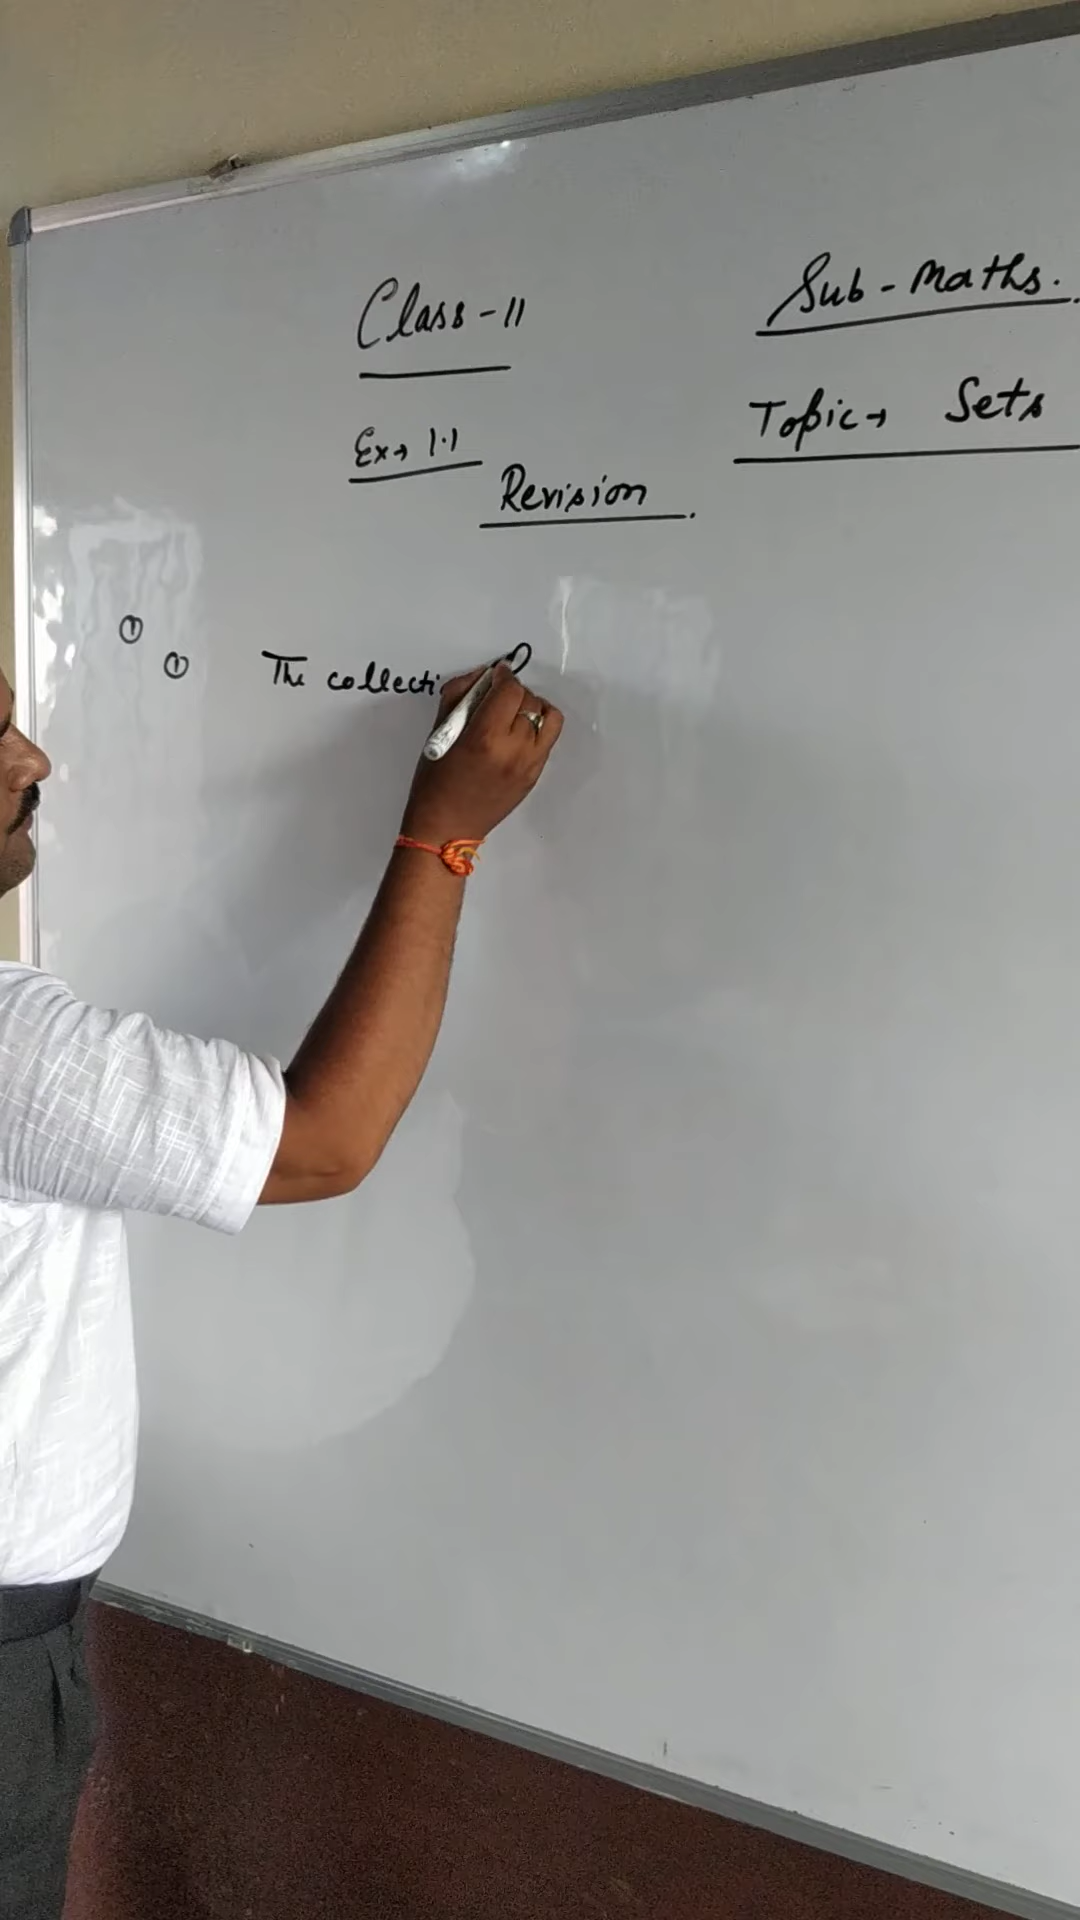 Class - 11
Sub - Maths.
Ex → 1.1
Topic → Sets
Revision.
①
① The collecti